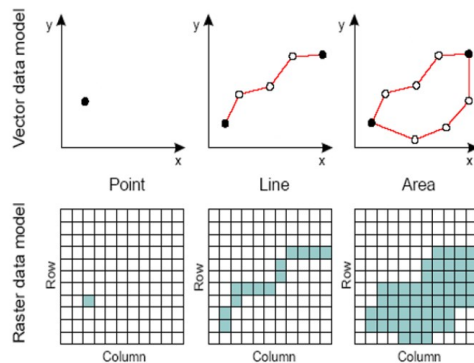 Vector data model
y
x
y
x
y
x
Point
Line
Area
Raster data model
Row
Column
Row
Column
Row
Column